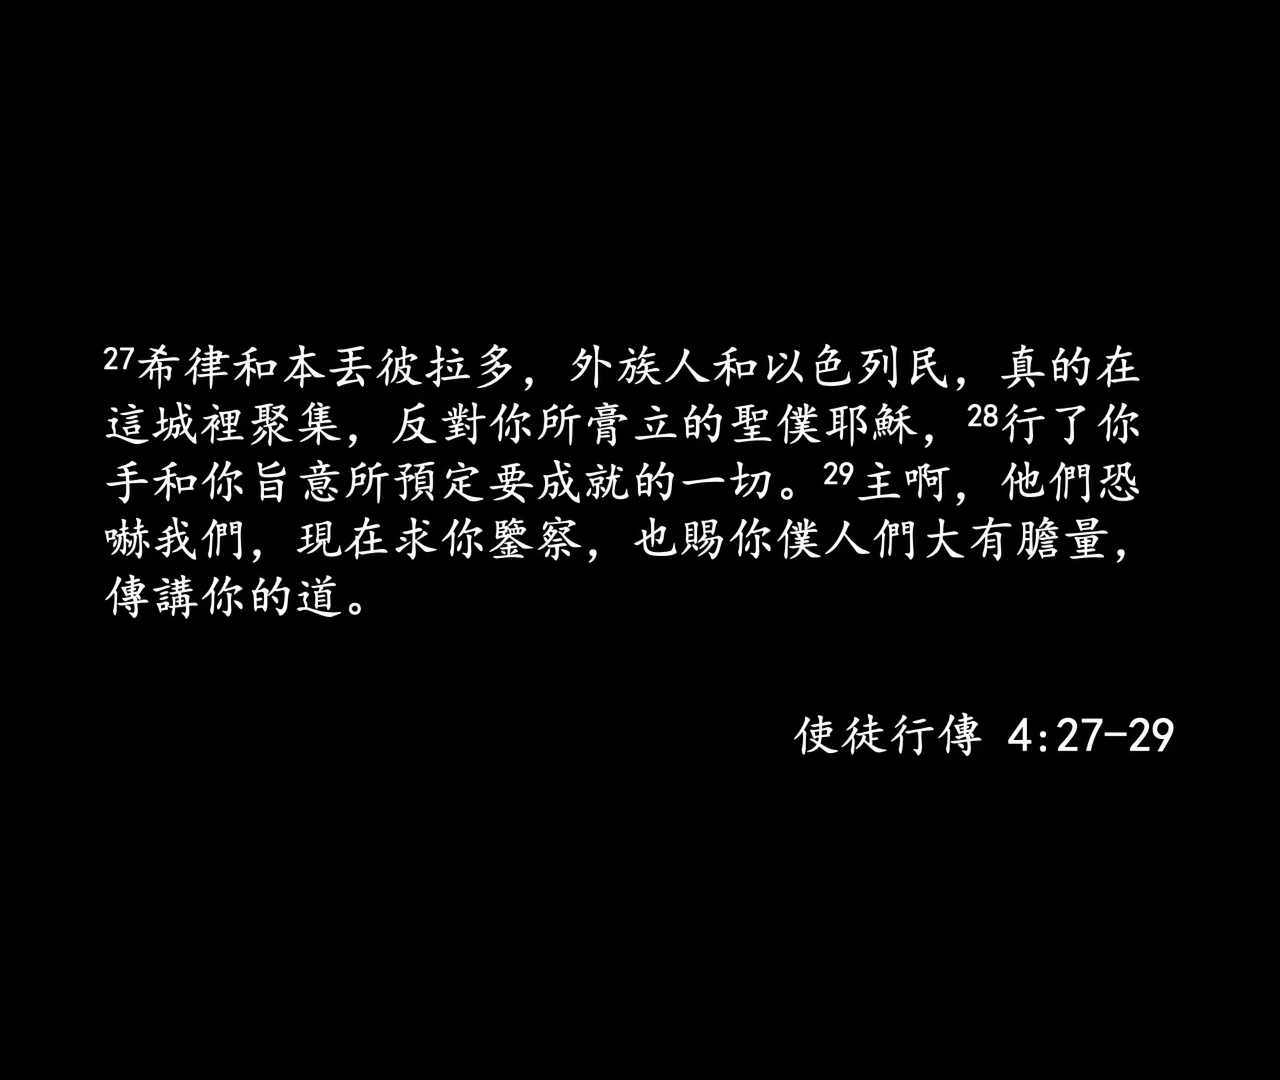 27希律和本丟彼拉多，外族人和以色列民，真的在
這城裡聚集，反對你所膏立的聖僕耶穌，28行了你
手和你旨意所預定要成就的一切。29主啊，他們恐
嚇我們，現在求你鑒察，也賜你僕人們大有膽量，
傳講你的道。
使徒行傳 4:27-29